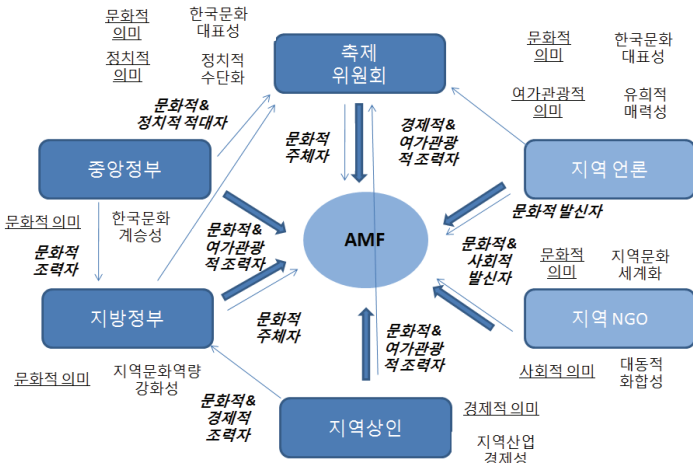 문화적
의미
한국문화
대표성
정치적
의미
정치적
수단화
축제
위원회
문화적
의미
한국문화
대표성
여가관광적
의미
유희적
매력성
문화적&
정치적 적대자
문화적
주체자
경제적&
여가관광
적 조력자
중앙정부
지역 언론
문화적 의미
한국문화
계승성
문화적
조력자
문화적&
여가관광
적 조력자
AMF
문화적 발신자
문화적&
사회적
발신자
문화적
의미
지역문화
세계화
지방정부
문화적
주체자
문화적&
여가관광
적 조력자
지역 NGO
문화적 의미
지역문화역량
강화성
사회적 의미
대동적
화합성
문화적&
경제적
조력자
지역상인
경제적 의미
지역산업
경제성